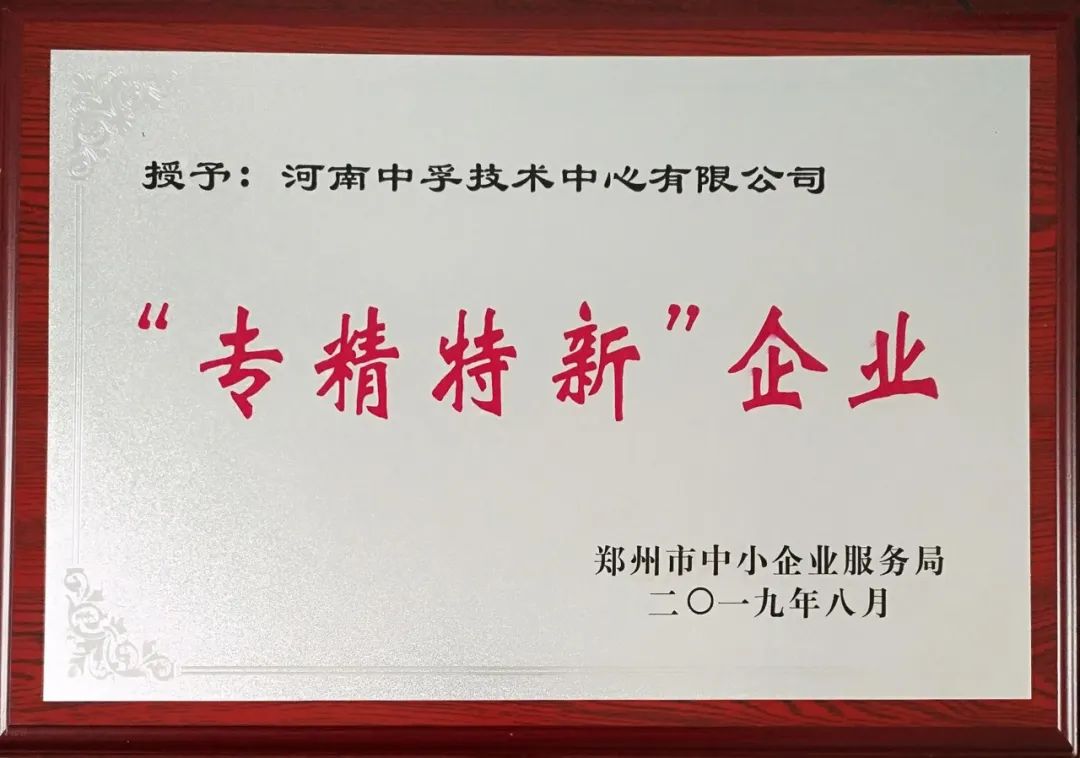 授予：河南中孚技术中心有限公司
“专精特新”企业
郑州市中小企业服务局
二〇一九年八月